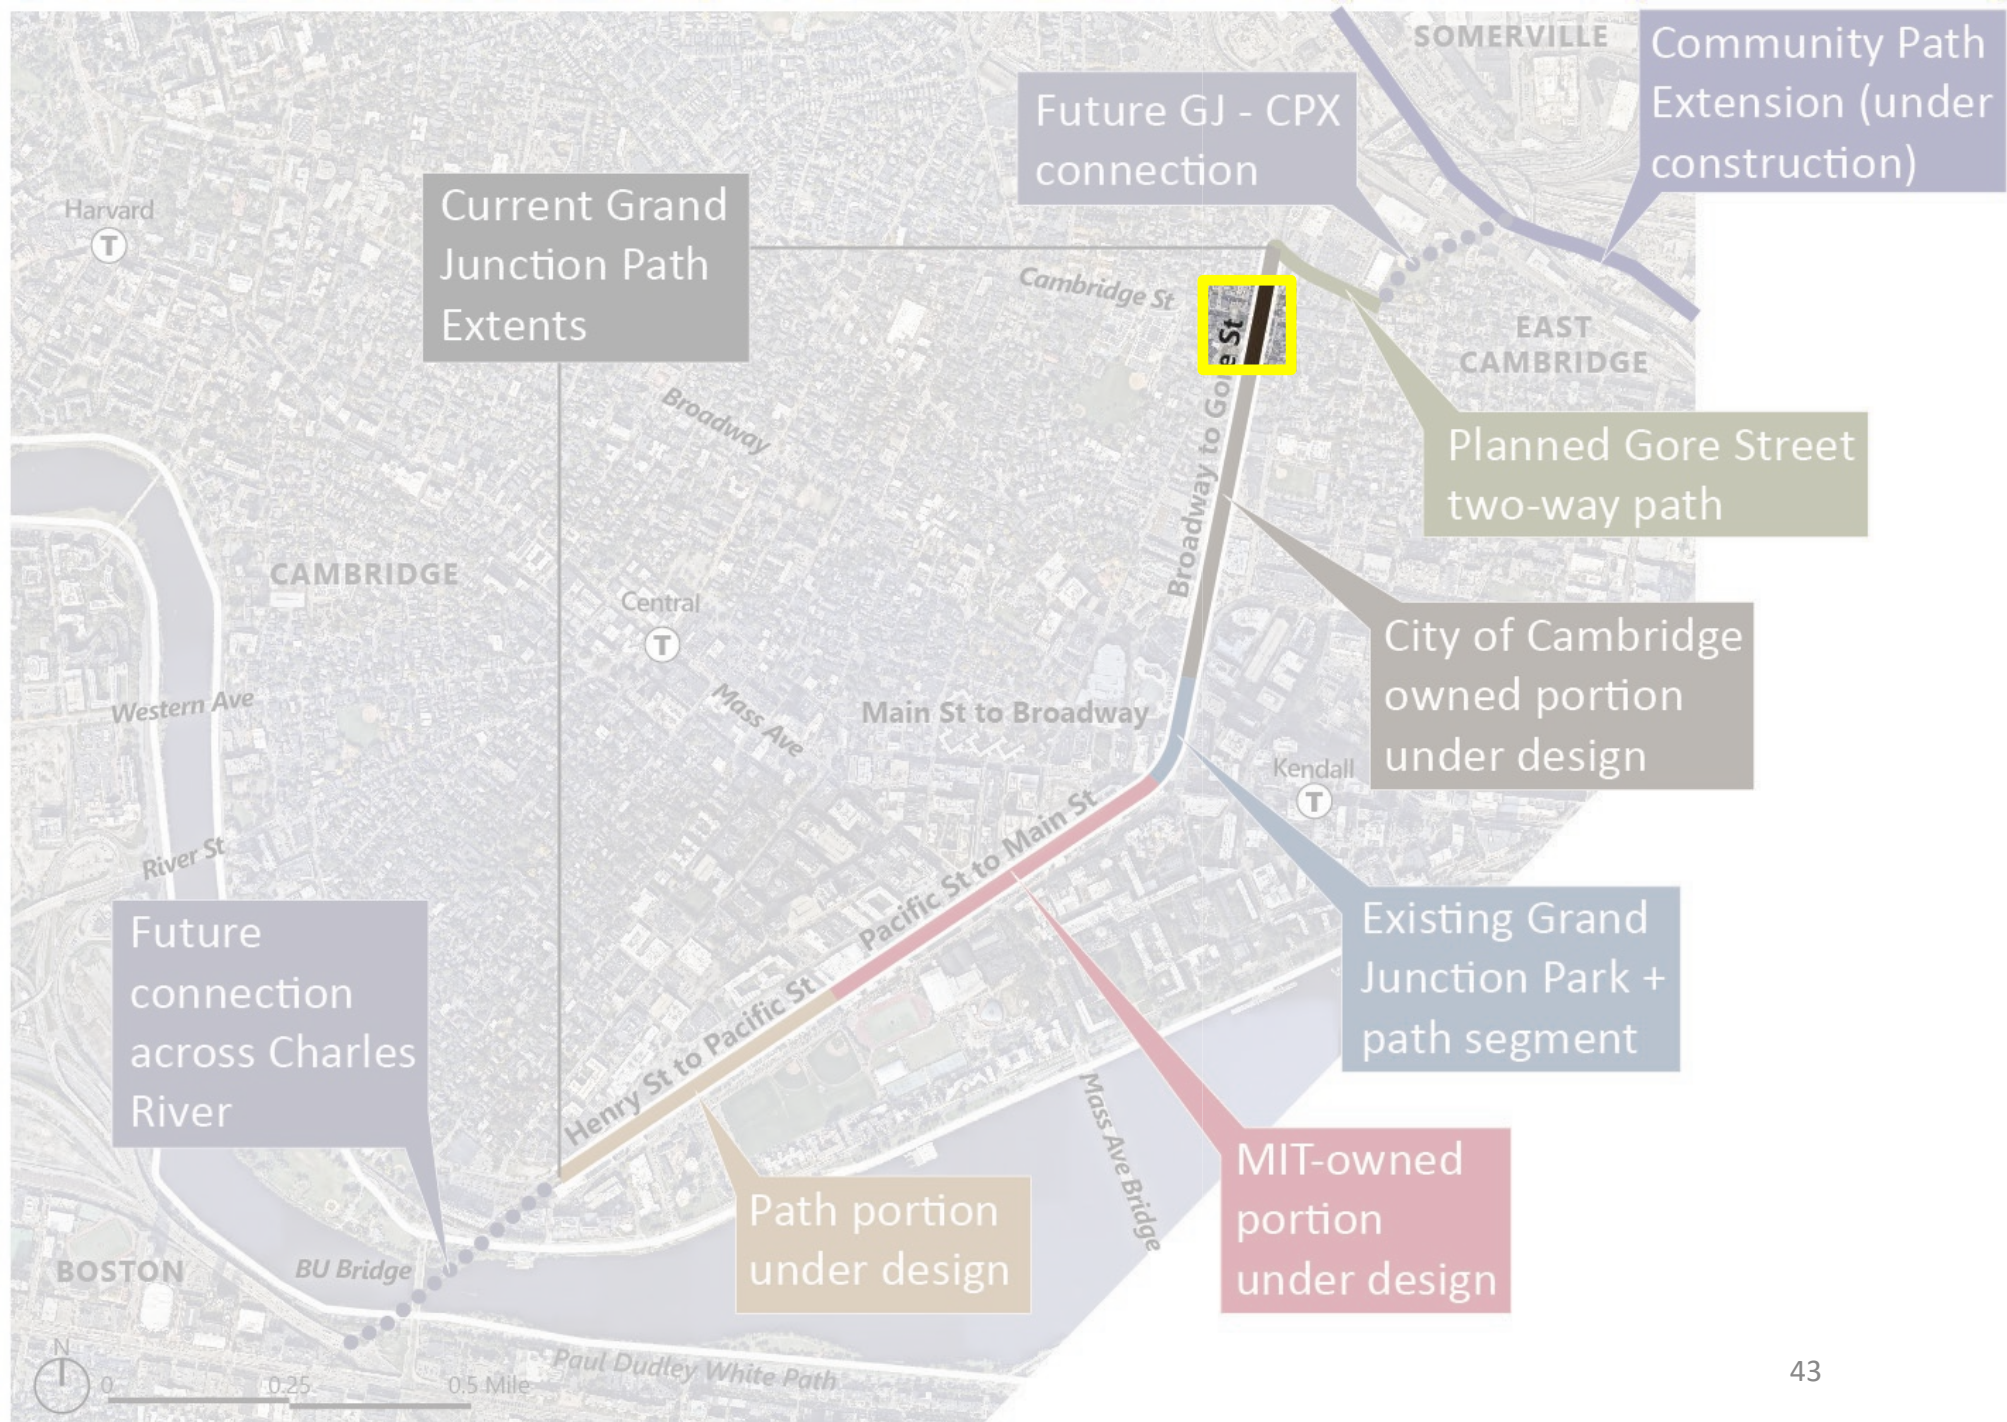 SOMERVILLE
Community Path
Extension (under
construction)
Future GJ - CPX
connection
Current Grand
Junction Path
Extents
Harvard
T
Cambridge St
EAST
CAMBRIDGE
Broadway
Broadway to Gore St
Planned Gore Street
two-way path
CAMBRIDGE
Central
T
City of Cambridge
owned portion
under design
Western Ave
Mass Ave
Main St to Broadway
Kendall
T
River St
Pacific St to Main St
Existing Grand
Junction Park +
path segment
Future
connection
across Charles
River
Henry St to Pacific St
Mass Ave Bridge
MIT-owned
portion
under design
Path portion
under design
BOSTON
BU Bridge
Paul Dudley White Path
N
0 0.25 0.5 Mile
43